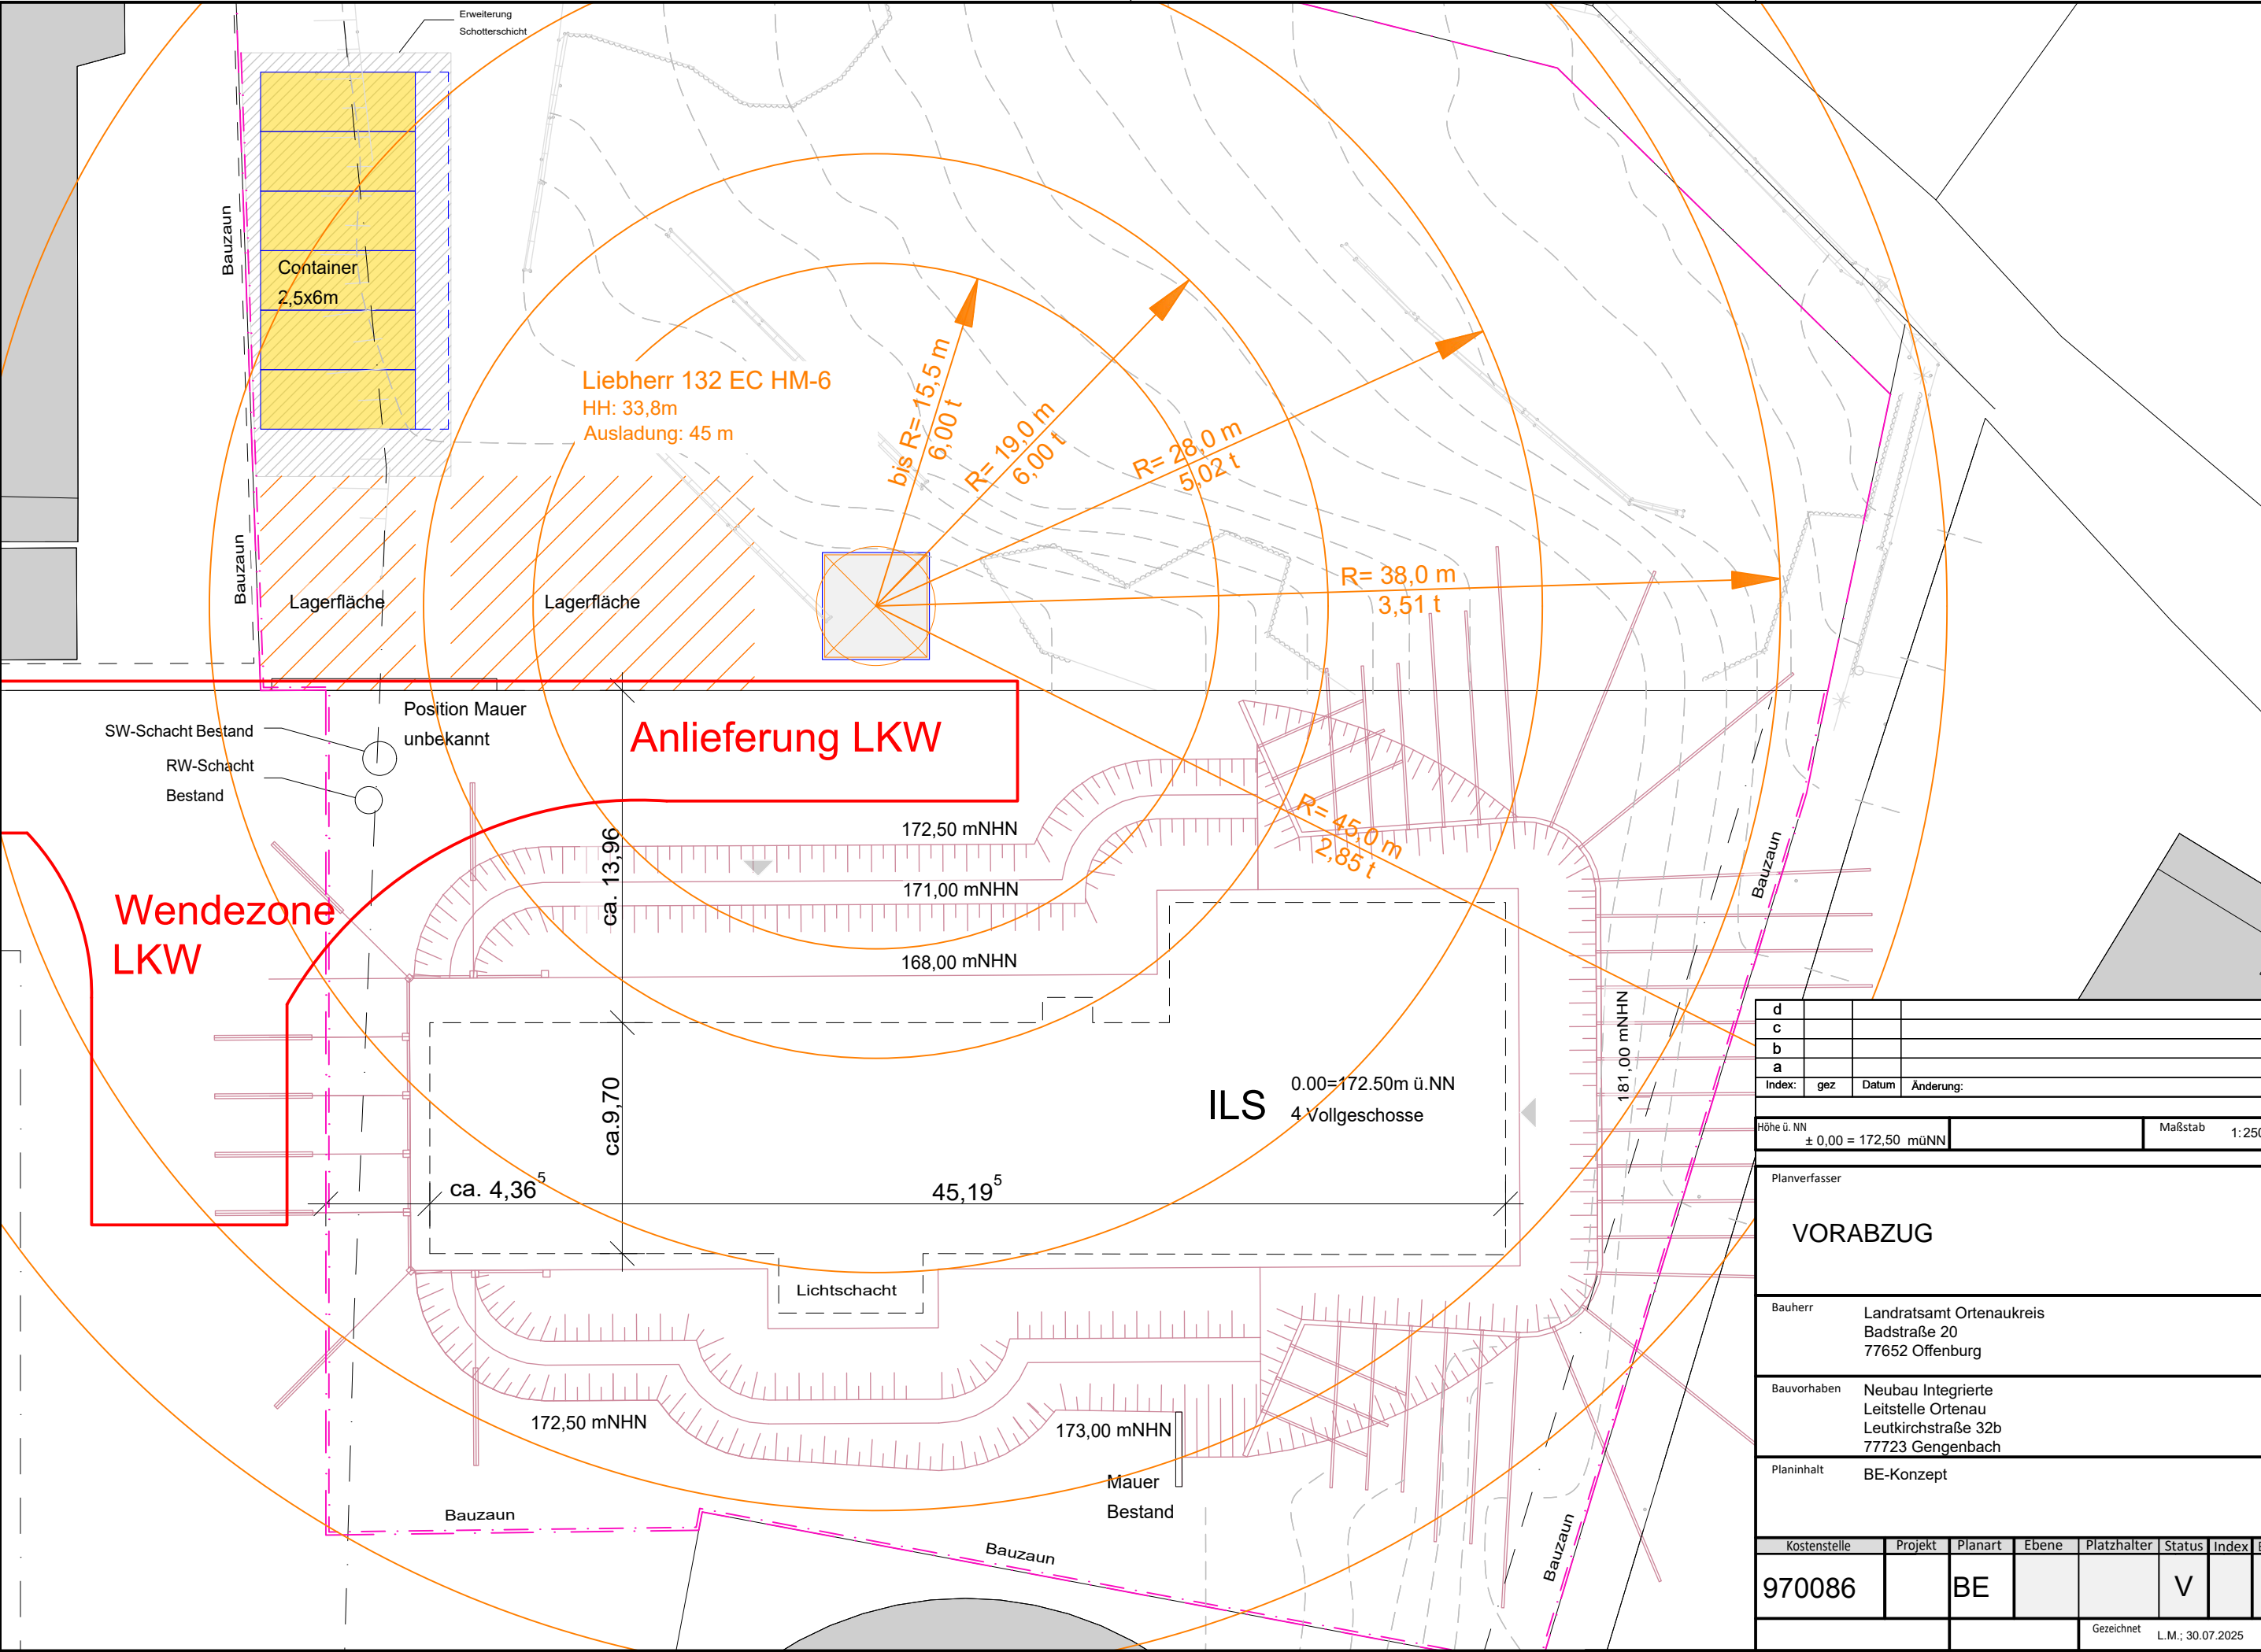 Erweiterung
Schotterschicht
Bauzaun
Container
2,5x6m
Liebherr 132 EC HM-6
HH: 33,8m
Ausladung: 45 m
bis R= 15,5 m
6,00 t
R= 19,0 m
6,00 t
R= 28,0 m
5,02 t
R= 38,0 m
3,51 t
R= 45,0 m
2,85 t
Bauzaun
Lagerfläche
Lagerfläche
Position Mauer
unbekannt
SW-Schacht Bestand
RW-Schacht
Bestand
Anlieferung LKW
Wendezone
LKW
ca. 13,96
172,50 mNHN
171,00 mNHN
168,00 mNHN
Bauzaun
181,00 mNHN
ca.9,70
ILS
0.00=172.50m ü.NN
4 Vollgeschosse
ca. 4,36⁵
45,19⁵
Lichtschacht
172,50 mNHN
173,00 mNHN
Mauer
Bestand
Bauzaun
Bauzaun
Bauzaun
d
c
b
a
Index: gez Datum Änderung:
Höhe ü. NN
± 0,00 = 172,50 müNN
Maßstab 1:250
Planverfasser
VORABZUG
Bauherr
Landratsamt Ortenaukreis
Badstraße 20
77652 Offenburg
Bauvorhaben
Neubau Integrierte
Leitstelle Ortenau
Leutkirchstraße 32b
77723 Gengenbach
Planinhalt
BE-Konzept
Kostenstelle Projekt Planart Ebene Platzhalter Status Index
970086 BE V
Gezeichnet L.M.; 30.07.2025